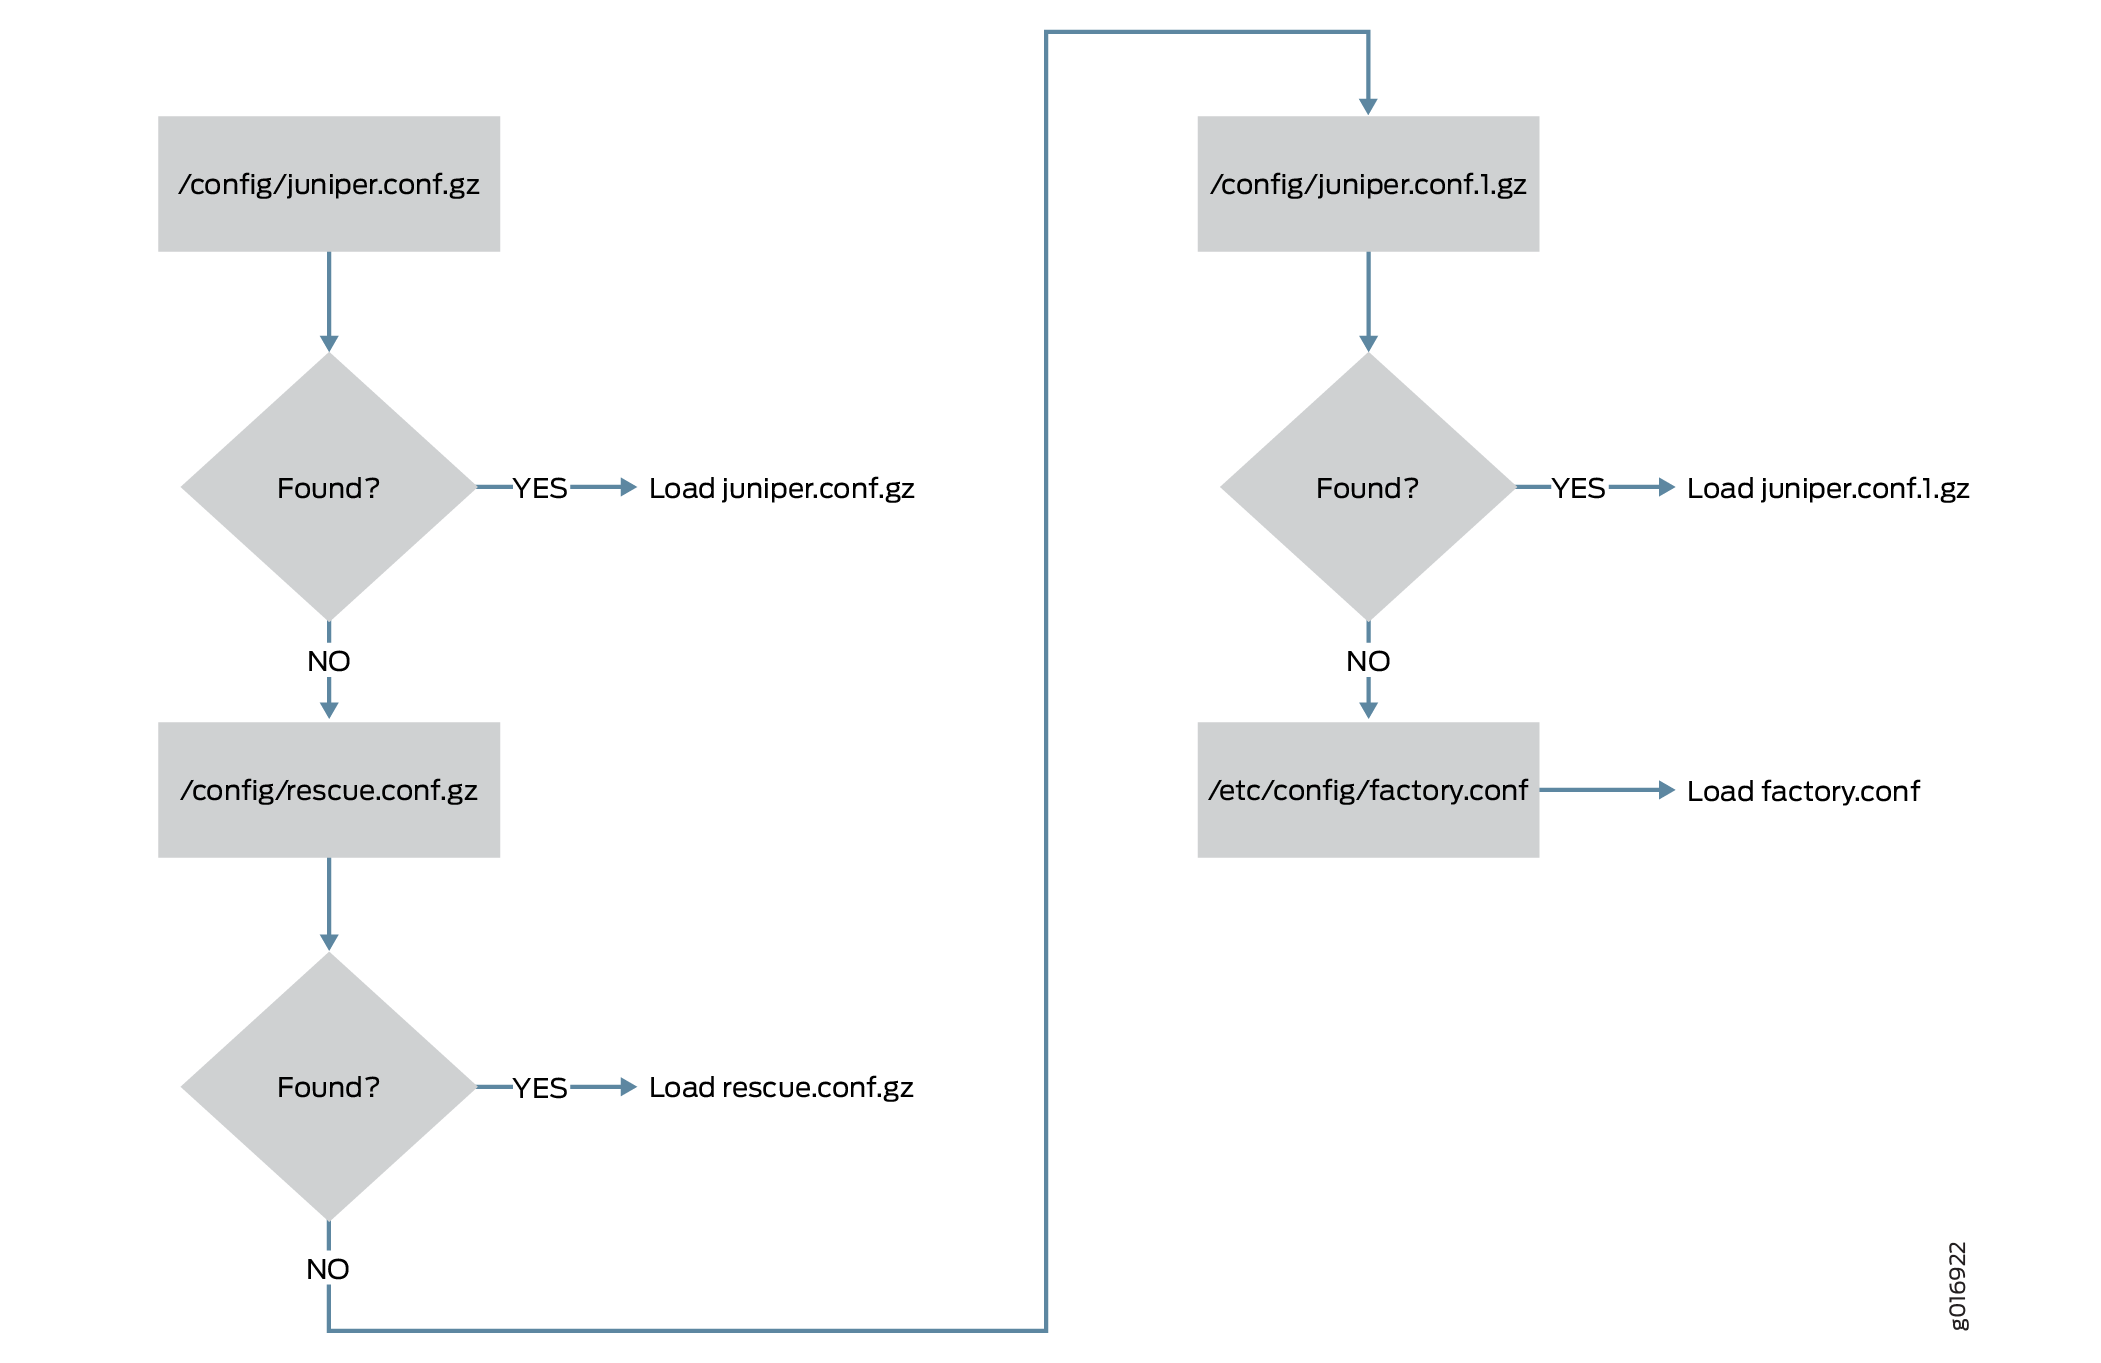 /config/juniper.conf.gz
Found?
YES
Load juniper.conf.gz
NO
/config/rescue.conf.gz
Found?
YES
Load rescue.conf.gz
NO
/config/juniper.conf.1.gz
Found?
YES
Load juniper.conf.1.gz
NO
/etc/config/factory.conf
Load factory.conf
g016922